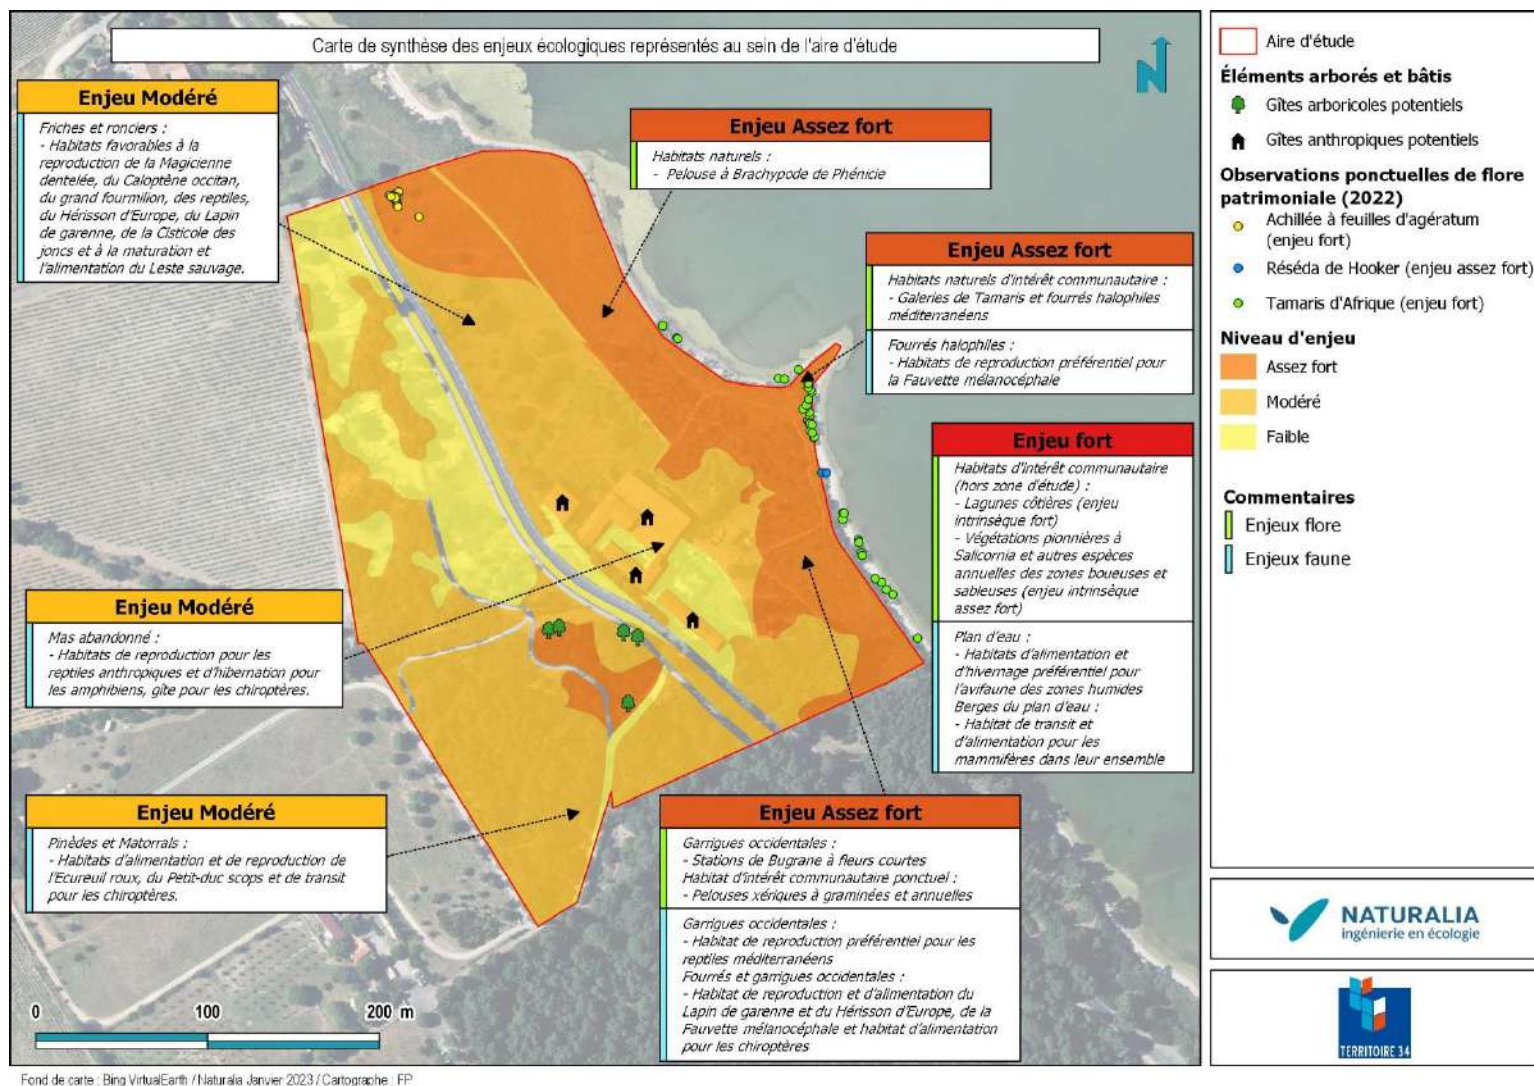 Carte de synthèse des enjeux écologiques représentés au sein de l'aire d'étude
N
Enjeu Modéré
Friches et ronciers :
- Habitats favorables à la
reproduction de la Magicienne
dentelée, du Caloptène occitan,
du grand fourmilion, des reptiles,
du Hérisson d'Europe, du Lapin
de garenne, de la Cisticole des
joncs et à la maturation et
l'alimentation du Leste sauvage.
Enjeu Assez fort
Habitats naturels :
- Pelouse à Brachypode de Phénicie
Enjeu Assez fort
Habitats naturels d'intérêt communautaire :
- Galeries de Tamaris et fourrés halophiles
méditerranéens
Fourrés halophiles :
- Habitats de reproduction préférentiel pour
la Fauvette mélanocéphale
Enjeu fort
Habitats d'intérêt communautaire
(hors zone d'étude) :
- Lagunes côtières (enjeu
intrinsèque fort)
- Végétations pionnières à
Salicornia et autres espèces
annuelles des zones boueuses et
sableuses (enjeu intrinsèque
assez fort)
Plan d'eau :
- Habitats d'alimentation et
d'hivernage préférentiel pour
l'avifaune des zones humides
Berges du plan d'eau :
- Habitat de transit et
d'alimentation pour les
mammifères dans leur ensemble
Enjeu Modéré
Mas abandonné :
- Habitats de reproduction pour les
reptiles anthropiques et d'hibernation pour
les amphibiens, gîte pour les chiroptères.
Enjeu Modéré
Pinèdes et Matorrals :
- Habitats d'alimentation et de reproduction de
l'Ecureuil roux, du Petit-duc scops et de transit
pour les chiroptères.
Enjeu Assez fort
Garrigues occidentales :
- Stations de Bugrane à fleurs courtes
Habitat d'intérêt communautaire ponctuel :
- Pelouses xériques à graminées et annuelles
Garrigues occidentales :
- Habitat de reproduction préférentiel pour les
reptiles méditerranéens
Fourrés et garrigues occidentales :
- Habitat de reproduction et d'alimentation du
Lapin de garenne et du Hérisson d'Europe, de la
Fauvette mélanocéphale et habitat d'alimentation
pour les chiroptères
0 100 200 m
Fond de carte : Bing VirtualEarth / Naturalia Janvier 2023 / Cartographe : FP
Aire d'étude
Éléments arborés et bâtis
Gîtes arboricoles potentiels
Gîtes anthropiques potentiels
Observations ponctuelles de flore
patrimoniale (2022)
Achillée à feuilles d'agératum
(enjeu fort)
Réséda de Hooker (enjeu assez fort)
Tamaris d'Afrique (enjeu fort)
Niveau d'enjeu
Assez fort
Modéré
Faible
Commentaires
Enjeux flore
Enjeux faune
NATURALIA
ingénierie en écologie
TERRITOIRE 34